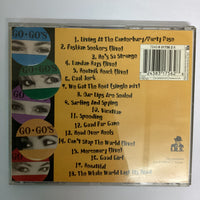 GO-GO'S
GO-GO'S
GO-GO'S
GO-GO'S
1. Living At The Canterbury/Party Pose
2. Fashion Seekers (live)
3. He's So Strange
4. London Boys (live)
5. Beatnik Beach (live)
6. Cool Jerk
7. We Got The Beat (single mix)
8. Our Lips Are Sealed
9. Surfing And Spying
10. Vacation
11. Speeding
12. Good For Gone
13. Head Over Heels
14. Can't Stop The World (live)
15. Mercenary (live)
16. Good Girl
17. Beautiful
18. The Whole World Lost Its Head